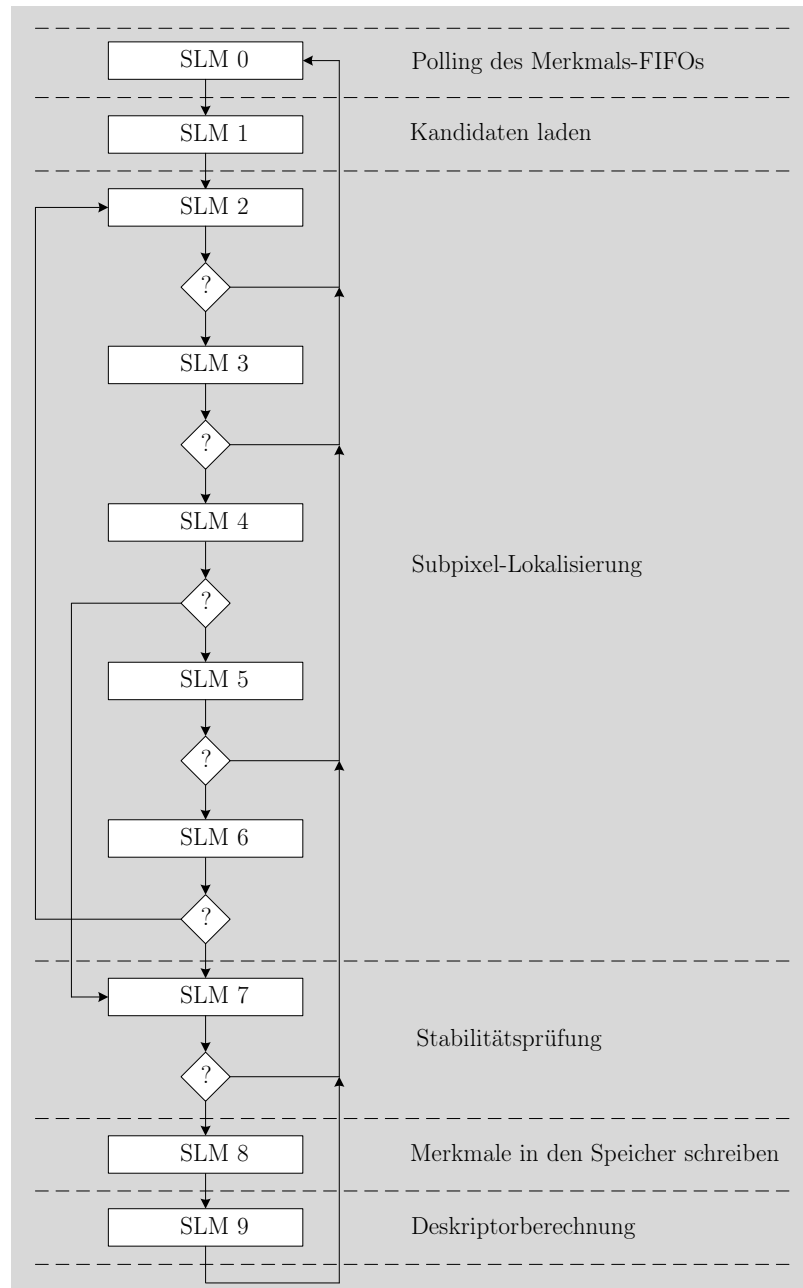 SLM 0
Polling des Merkmals-FIFOs
SLM 1
Kandidaten laden
SLM 2
?
SLM 3
?
SLM 4
Subpixel-Lokalisierung
?
SLM 5
?
SLM 6
?
SLM 7
Stabilitätsprüfung
?
SLM 8
Merkmale in den Speicher schreiben
SLM 9
Deskriptorberechnung